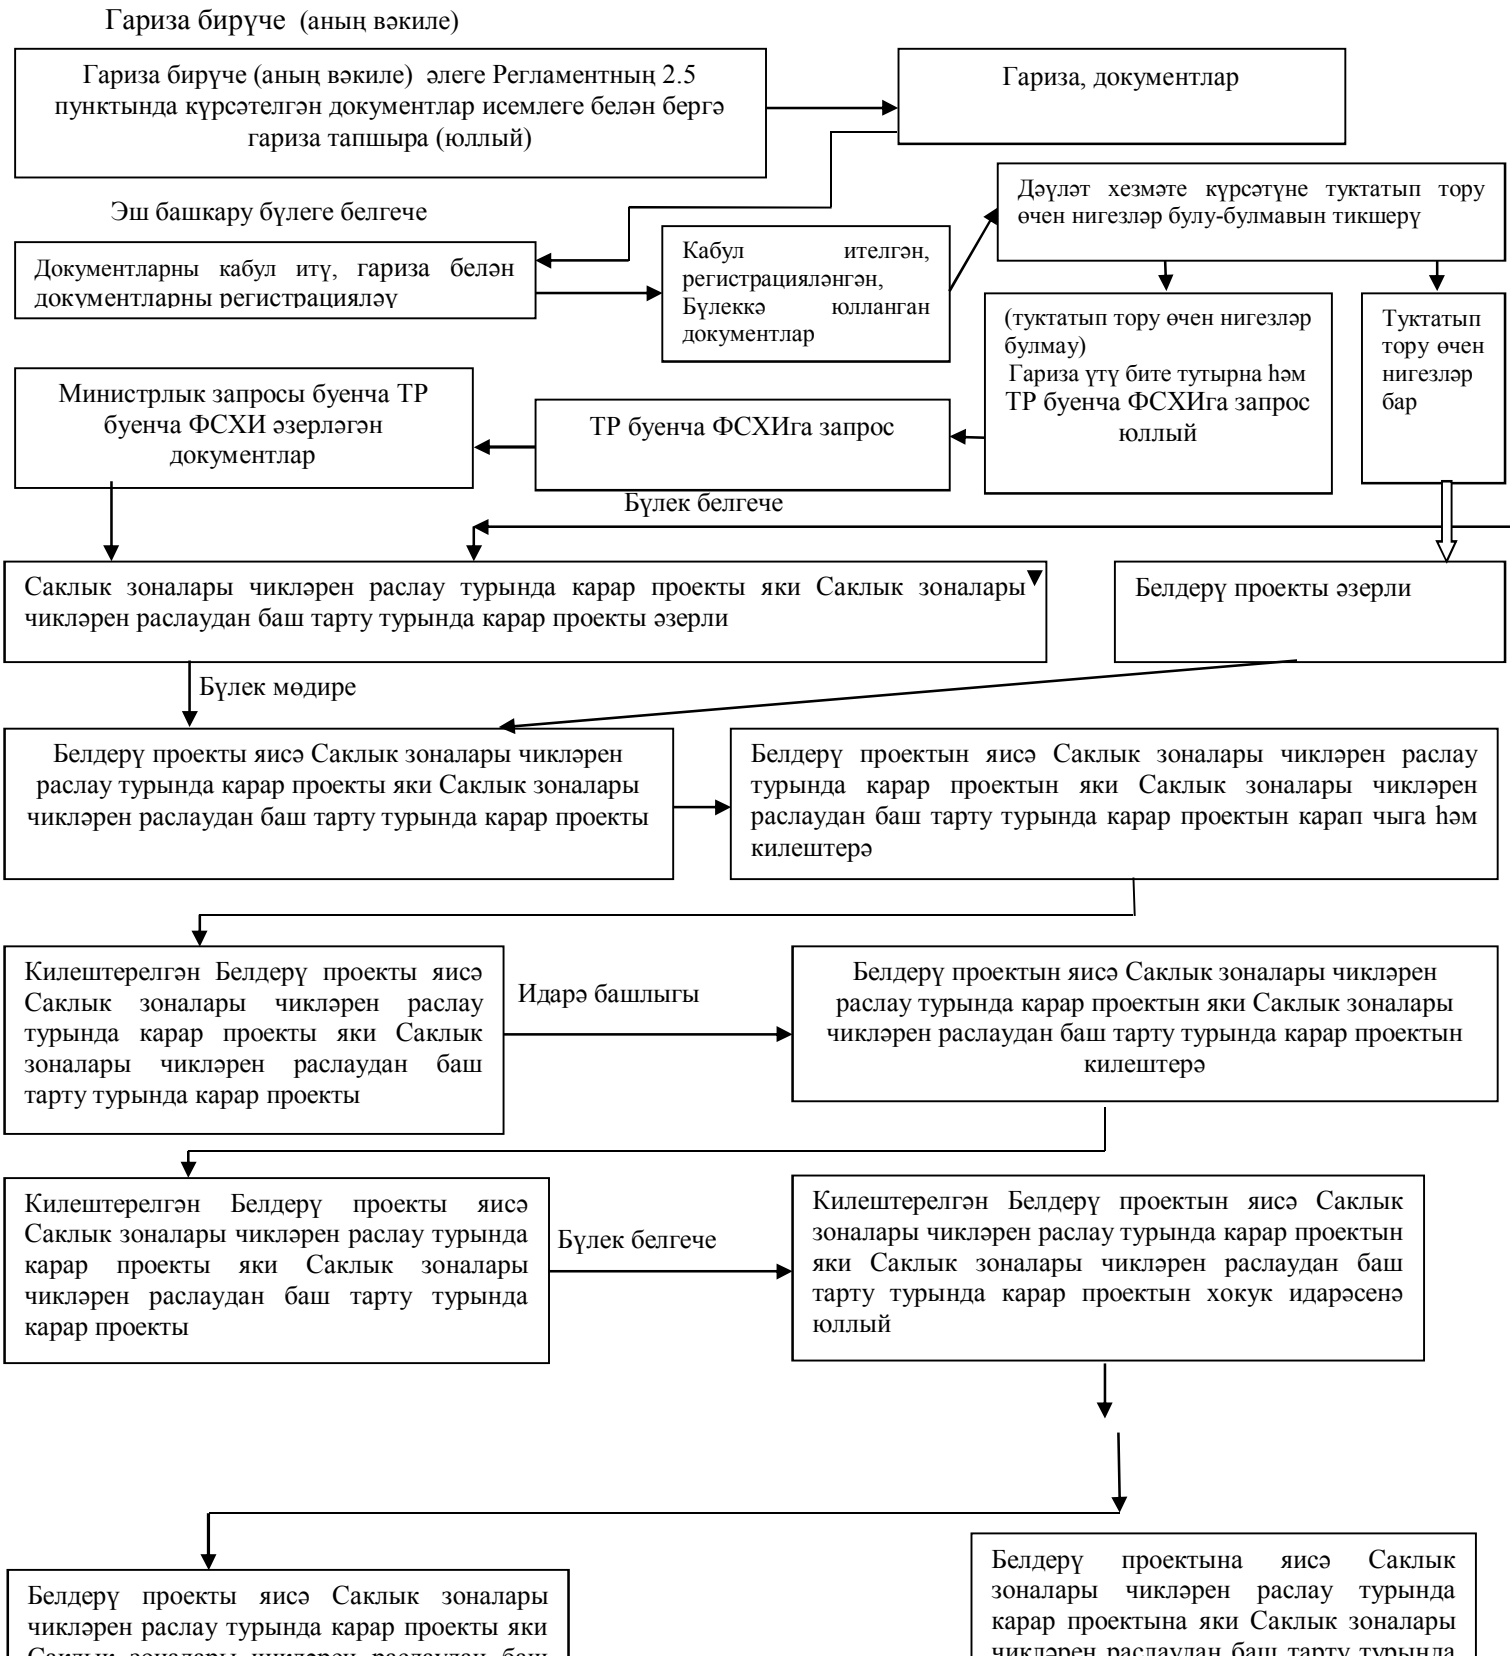 Гариза бирүче (аның вәкиле)
Гариза бирүче (аның вәкиле) әлеге Регламентның 2.5
пунктында күрсәтелгән документлар исемлеге белән бергә
гариза тапшыра (юллый)
Гариза, документлар
Эш башкару бүлеге белгече
Документларны кабул итү, гариза белән
документларны регистрацияләү
Кабул ителгән,
регистрацияләнгән,
Бүлеккә юлланган
документлар
Дәүләт хезмәте күрсәтүне туктатып тору
өчен нигезләр булу-булмавын тикшерү
(туктатып тору өчен нигезләр
булмау)
Гариза үтү бите тутырна һәм
ТР буенча ФСХИга запрос
юллый
Туктатып
тору өчен
нигезләр
бар
ТР буенча ФСХИга запрос
Министрлык запросы буенча ТР
буенча ФСХИ әзерләгән
документлар
Бүлек белгече
Саклык зоналары чикләрен раслау турында карар проекты яки Саклык зоналары
чикләрен раслаудан баш тарту турында карар проекты әзерли
Белдерү проекты әзерли
Бүлек мөдире
Белдерү проекты яисә Саклык зоналары чикләрен
раслау турында карар проекты яки Саклык зоналары
чикләрен раслаудан баш тарту турында карар проекты
Белдерү проектын яисә Саклык зоналары чикләрен раслау
турында карар проектын яки Саклык зоналары чикләрен
раслаудан баш тарту турында карар проектын карап чыга һәм
килештерә
Килештерелгән Белдерү проекты яисә
Саклык зоналары чикләрен раслау
турында карар проекты яки Саклык
зоналары чикләрен раслаудан баш
тарту турында карар проекты
Идарә башлыгы
Белдерү проектын яисә Саклык зоналары чикләрен
раслау турында карар проектын яки Саклык зоналары
чикләрен раслаудан баш тарту турында карар проектын
килештерә
Килештерелгән Белдерү проекты яисә
Саклык зоналары чикләрен раслау турында
карар проекты яки Саклык зоналары
чикләрен раслаудан баш тарту турында
карар проекты
Бүлек белгече
Килештерелгән Белдерү проектын яисә Саклык
зоналары чикләрен раслау турында карар проектын
яки Саклык зоналары чикләрен раслаудан баш
тарту турында карар проектын хокук идарәсенә
юллый
Белдерү проекты яисә Саклык зоналары
чикләрен раслау турында карар проекты яки
Саклык зоналары чикләрен раслаудан баш
Белдерү проектына яисә Саклык
зоналары чикләрен раслау турында
карар проектына яки Саклык зоналары
чикләрен раслаудан баш тарту турында